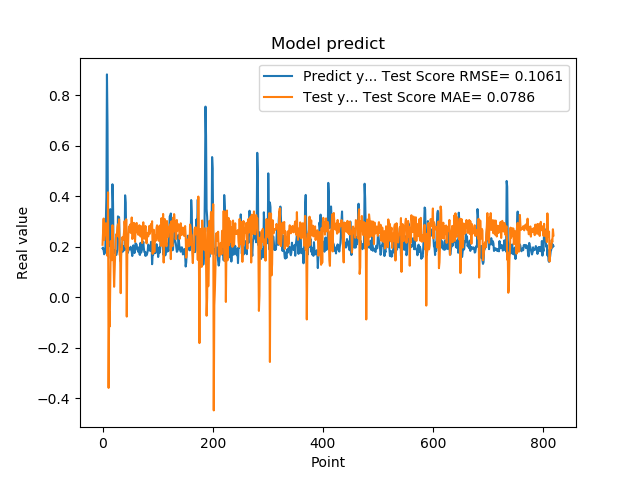 Model predict
Predict y... Test Score RMSE= 0.1061
Test y... Test Score MAE= 0.0786
Real value
0.8
0.6
0.4
0.2
0.0
−0.2
−0.4
0 200 400 600 800
Point